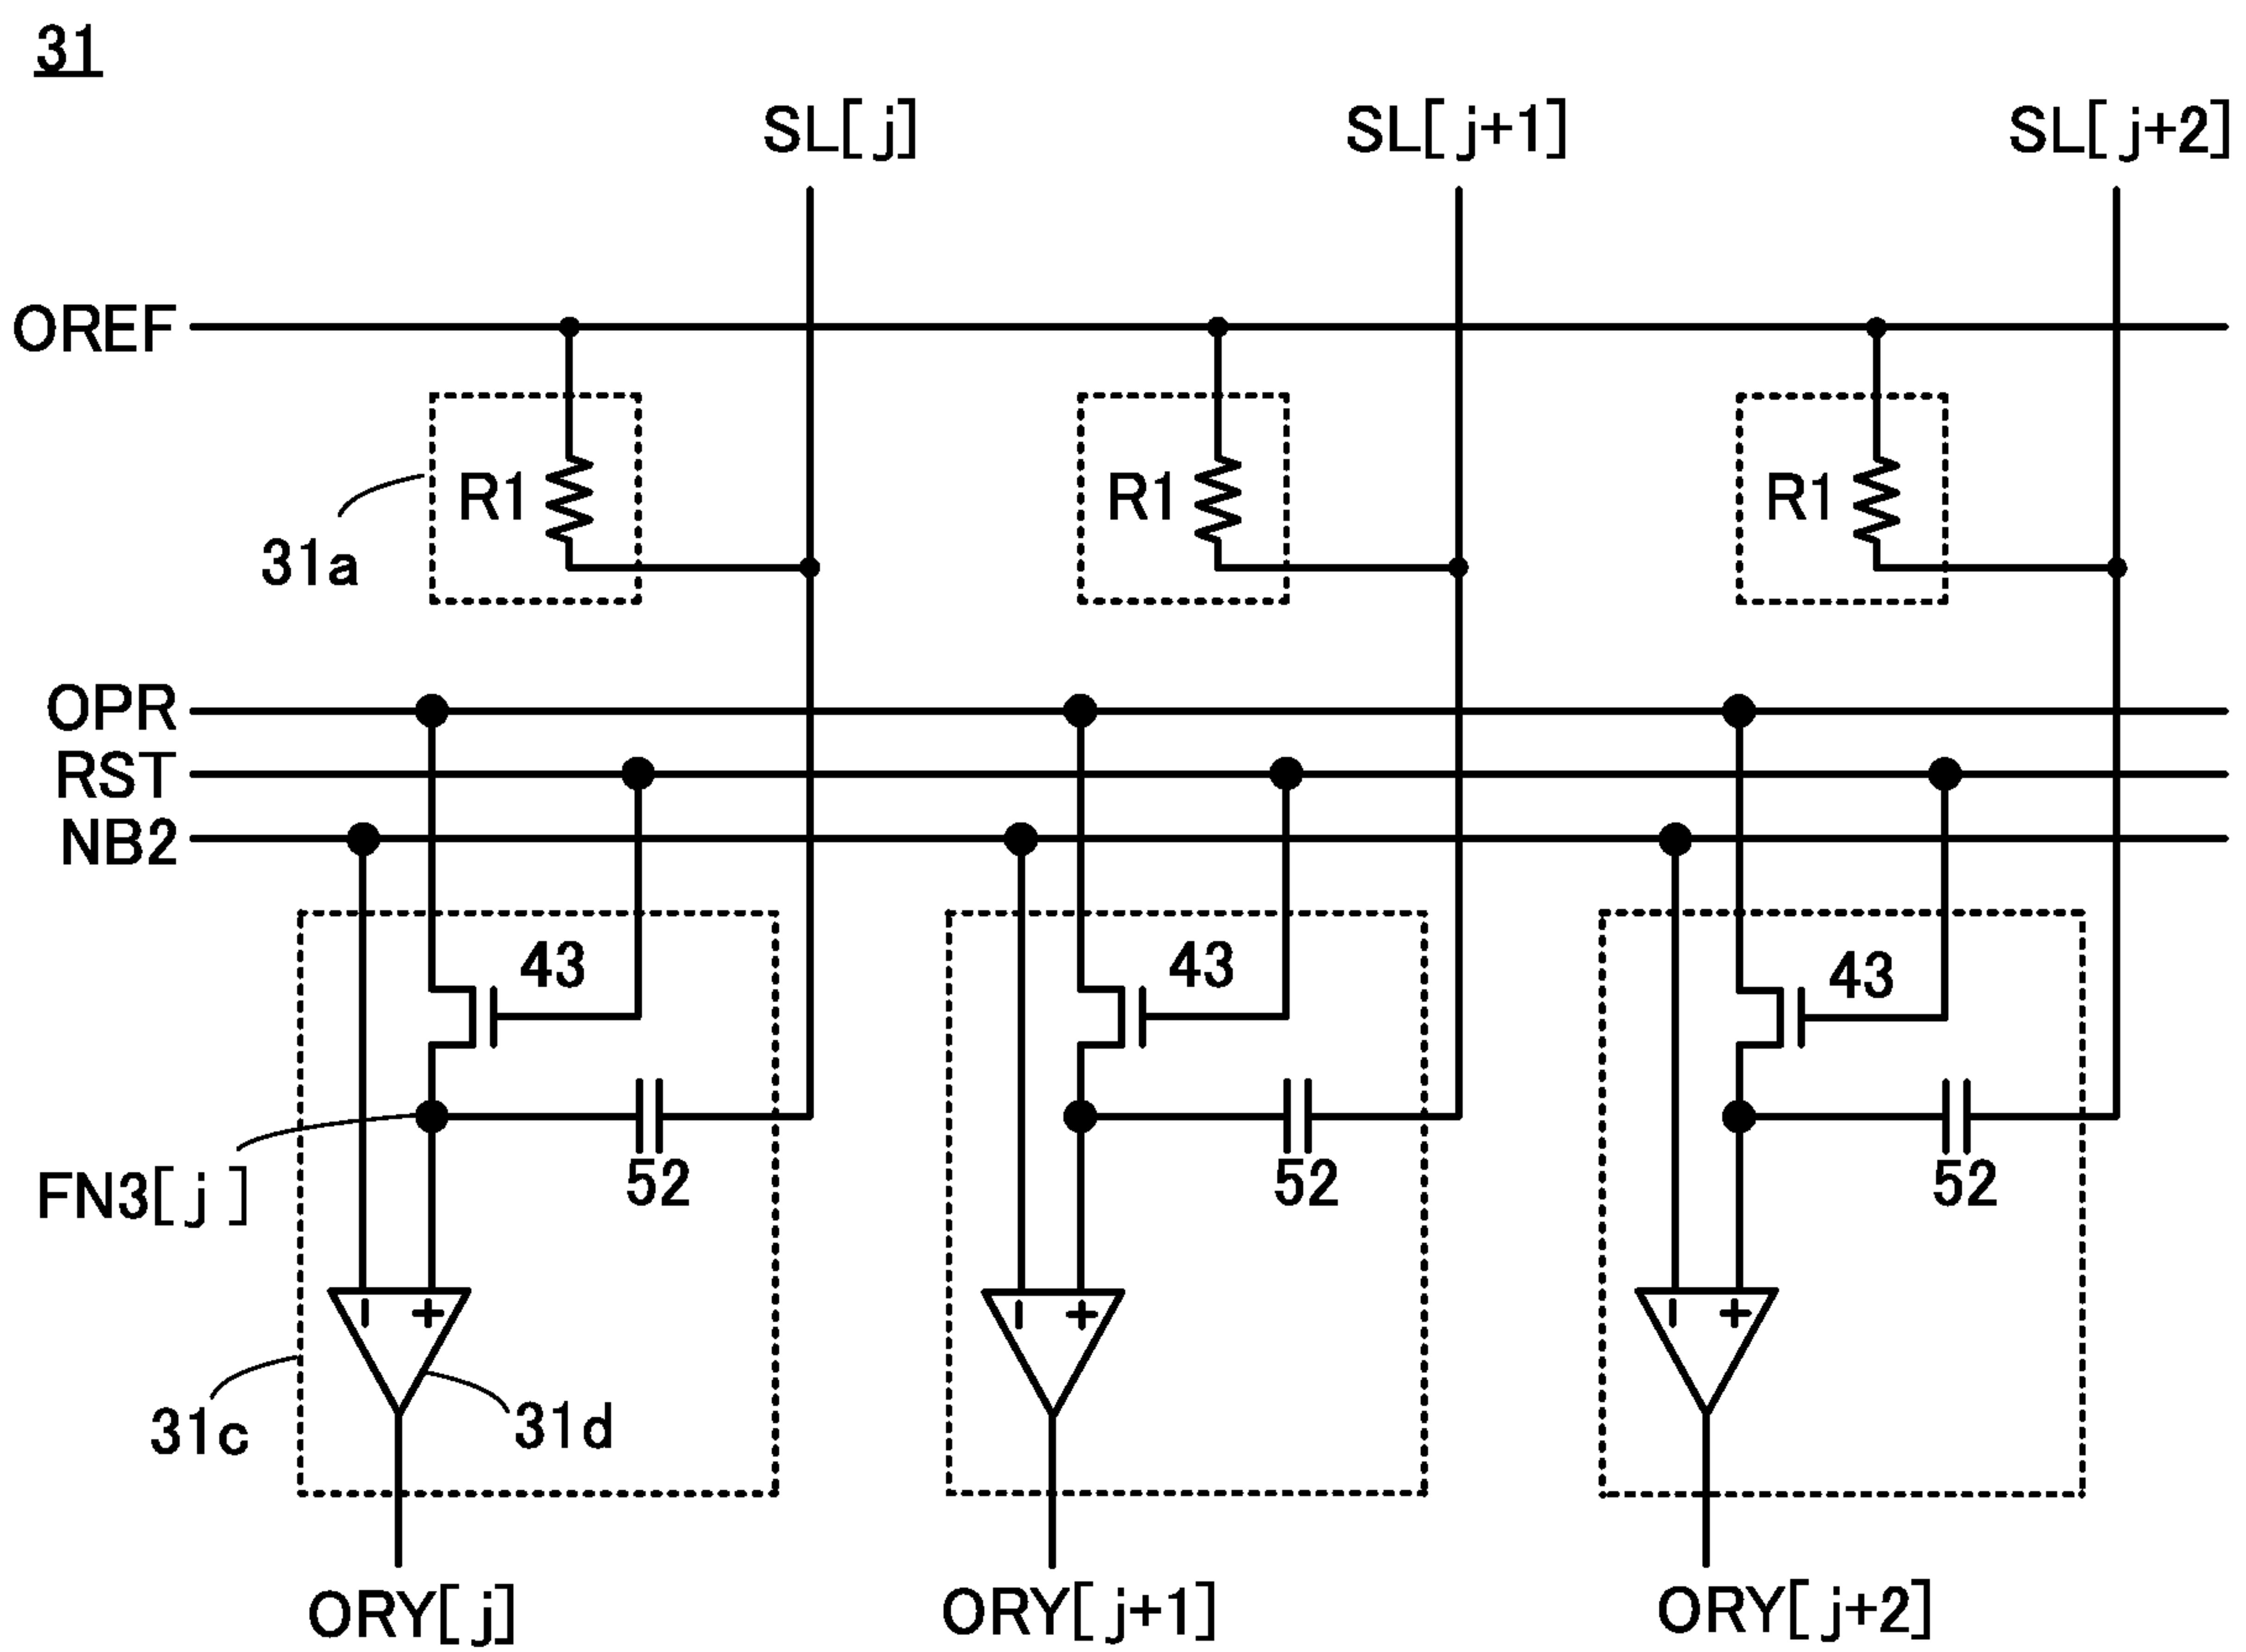 31
SL[j] SL[j+1] SL[j+2]
OREF
R1 R1 R1
31a
OPR
RST
NB2
43 43 43
52 52 52
FN3[j]
- + - + - +
31c 31d
ORY[j] ORY[j+1] ORY[j+2]